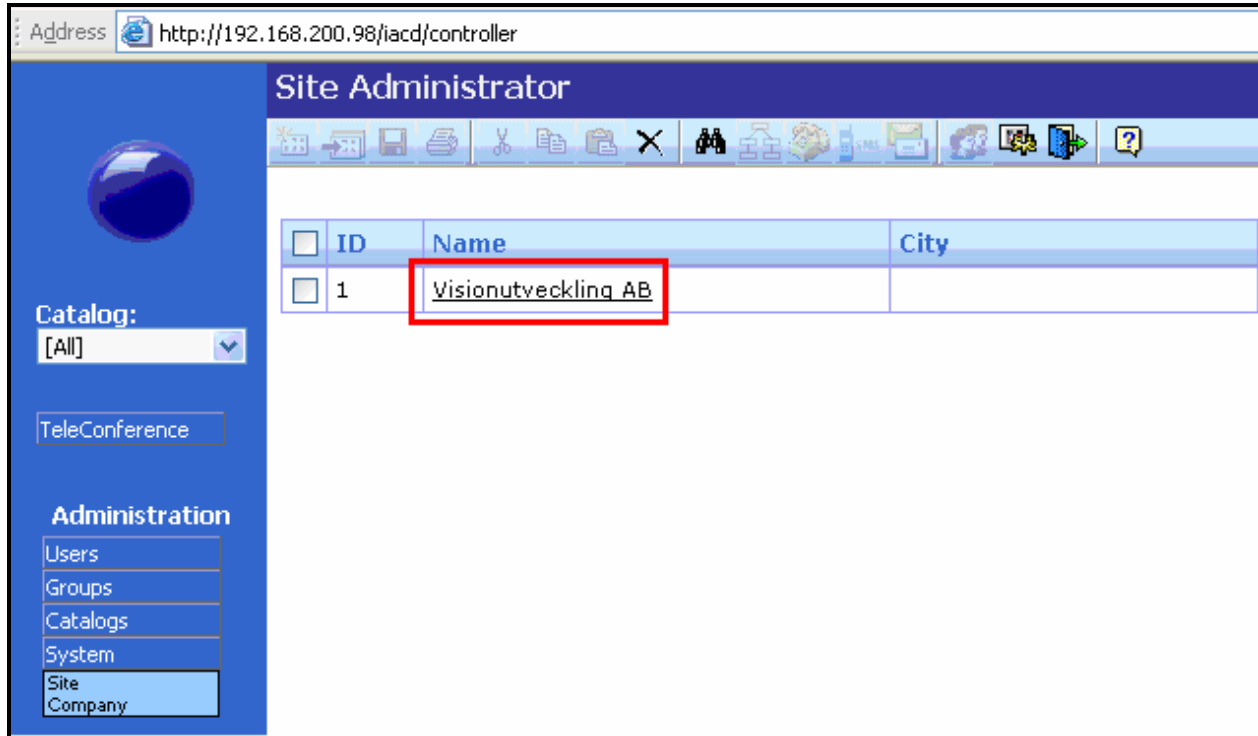 Address http://192.168.200.98/iacd/controller
Site Administrator
SMS
ID Name City
1 Visionutveckling AB
Catalog:
[All]
TeleConference
Administration
Users
Groups
Catalogs
System
Site
Company